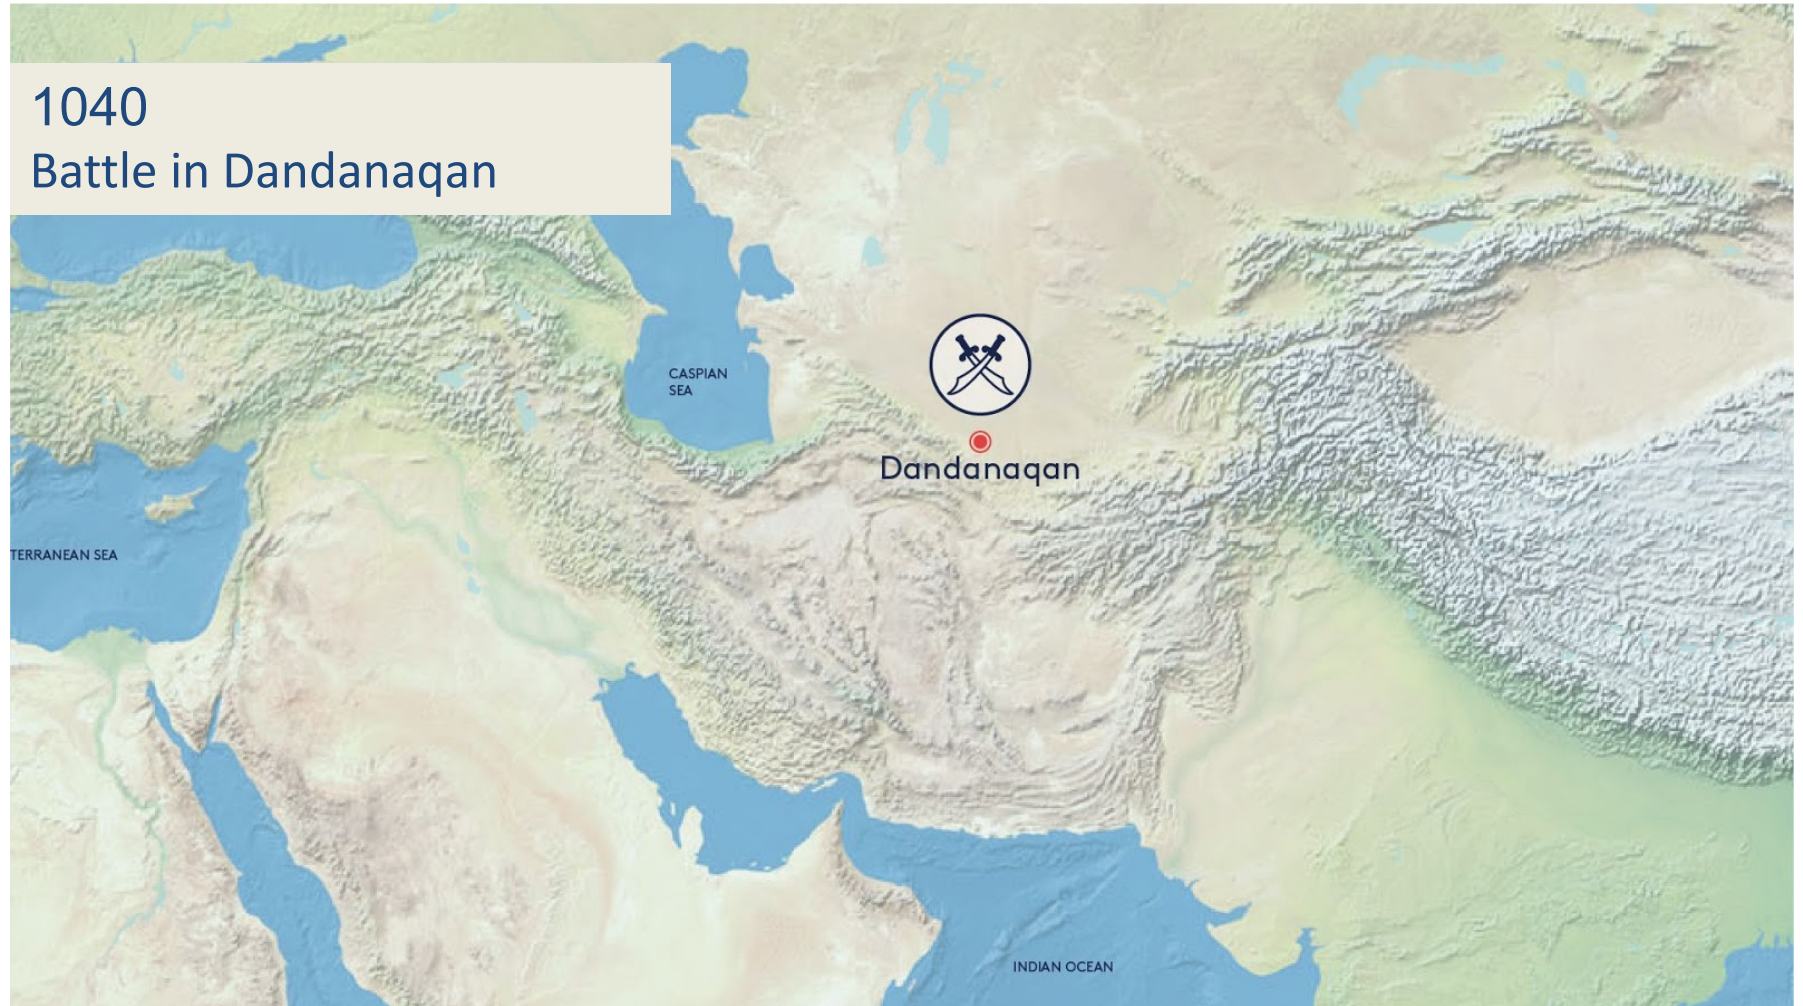 1040
Battle in Dandanaqan
CASPIAN
SEA
Dandanaqan
TERRANEAN SEA
INDIAN OCEAN